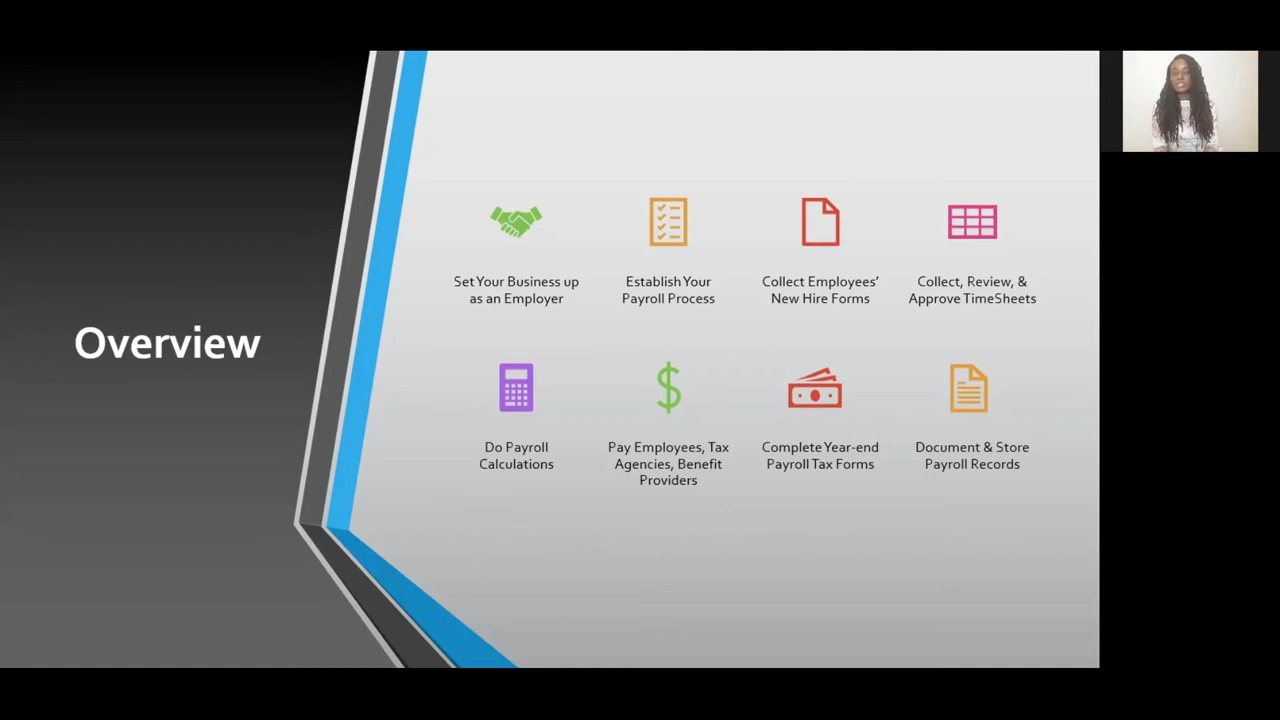 Overview
Set Your Business up
as an Employer
Establish Your
Payroll Process
Collect Employees’
New Hire Forms
Collect, Review, &
Approve TimeSheets
Do Payroll
Calculations
Pay Employees, Tax
Agencies, Benefit
Providers
Complete Year-end
Payroll Tax Forms
Document & Store
Payroll Records